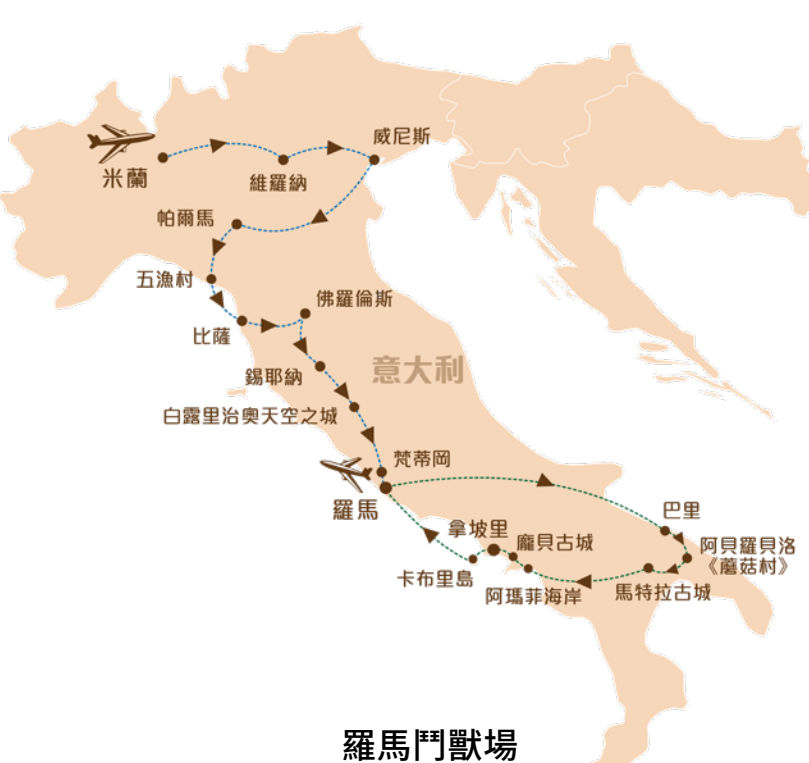 威尼斯
米蘭
維羅納
帕爾馬
五漁村
佛羅倫斯
比薩
意大利
錫耶納
白露里治奧天空之城
梵蒂岡
羅馬
巴里
拿坡里
龐貝古城
阿貝羅貝洛
《蘑菇村》
卡布里島
阿瑪菲海岸
馬特拉古城
羅馬鬥獸場